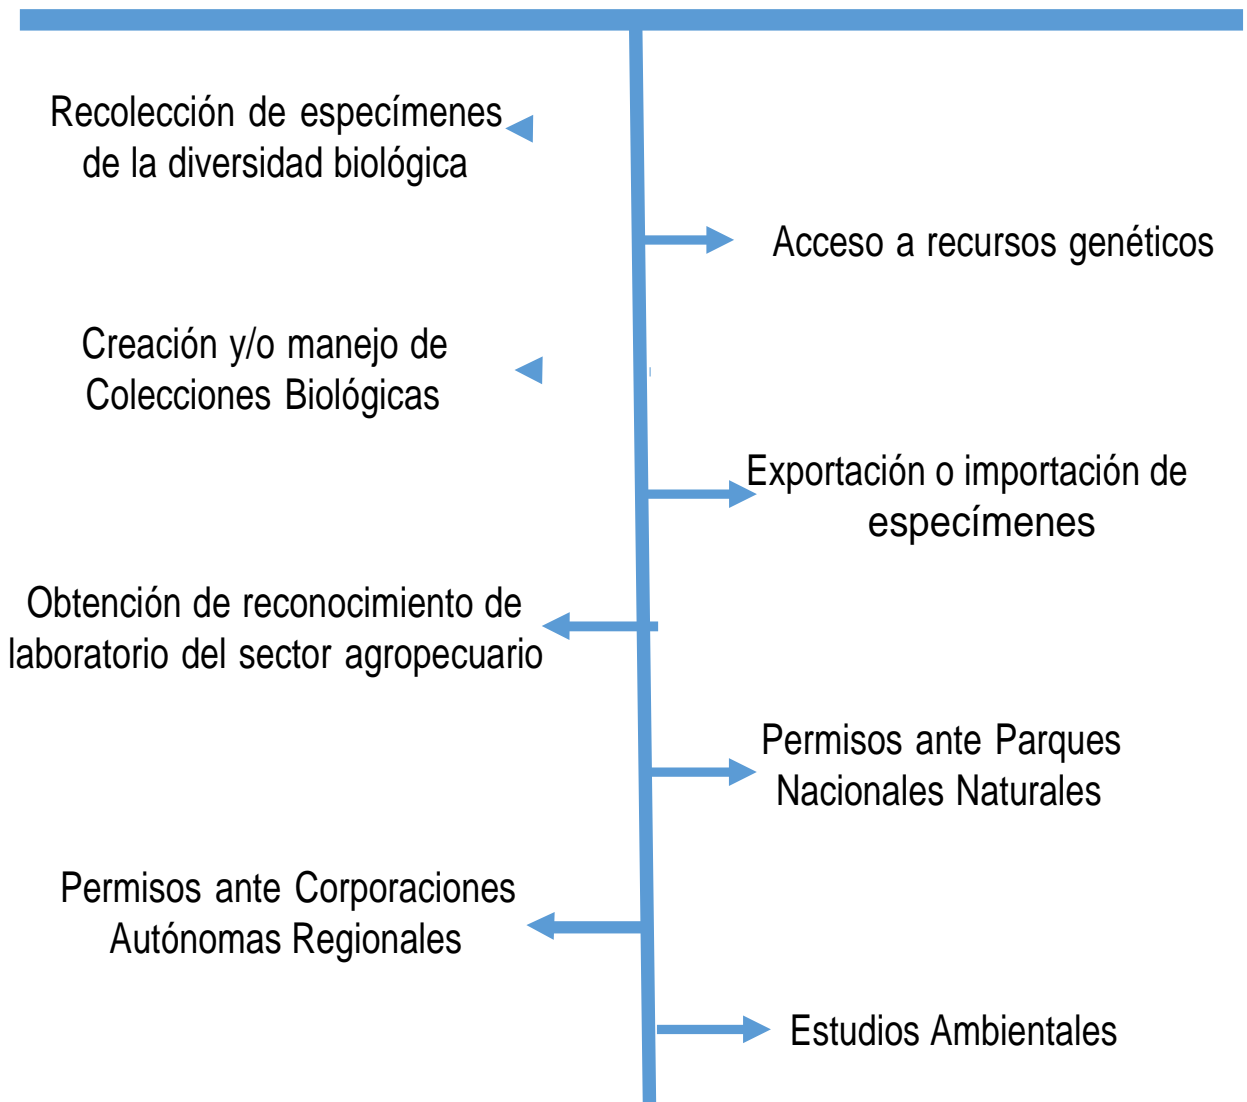 Recolección de especímenes
de la diversidad biológica
Acceso a recursos genéticos
Creación y/o manejo de
Colecciones Biológicas
Exportación o importación de
especímenes
Obtención de reconocimiento de
laboratorio del sector agropecuario
Permisos ante Parques
Nacionales Naturales
Permisos ante Corporaciones
Autónomas Regionales
Estudios Ambientales